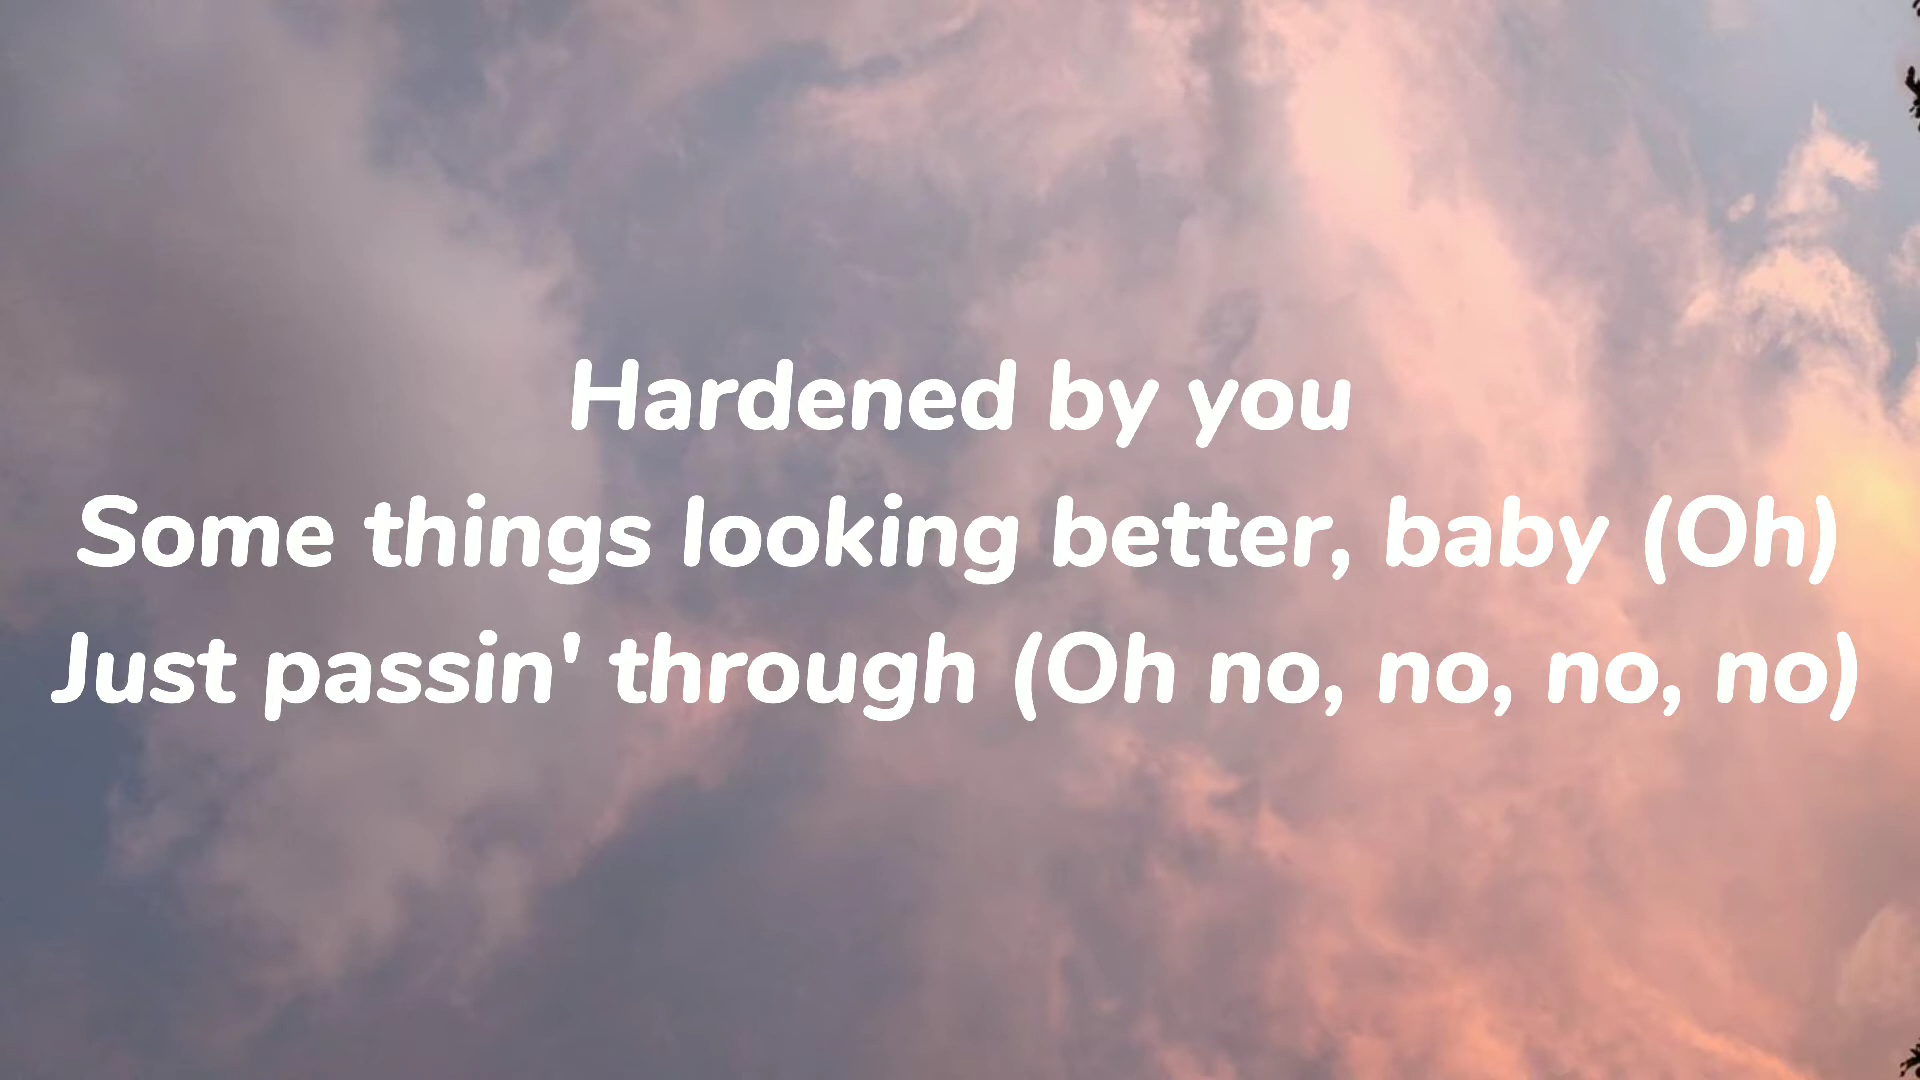 Hardened by you
Some things looking better, baby (Oh)
Just passin' through (Oh no, no, no, no)